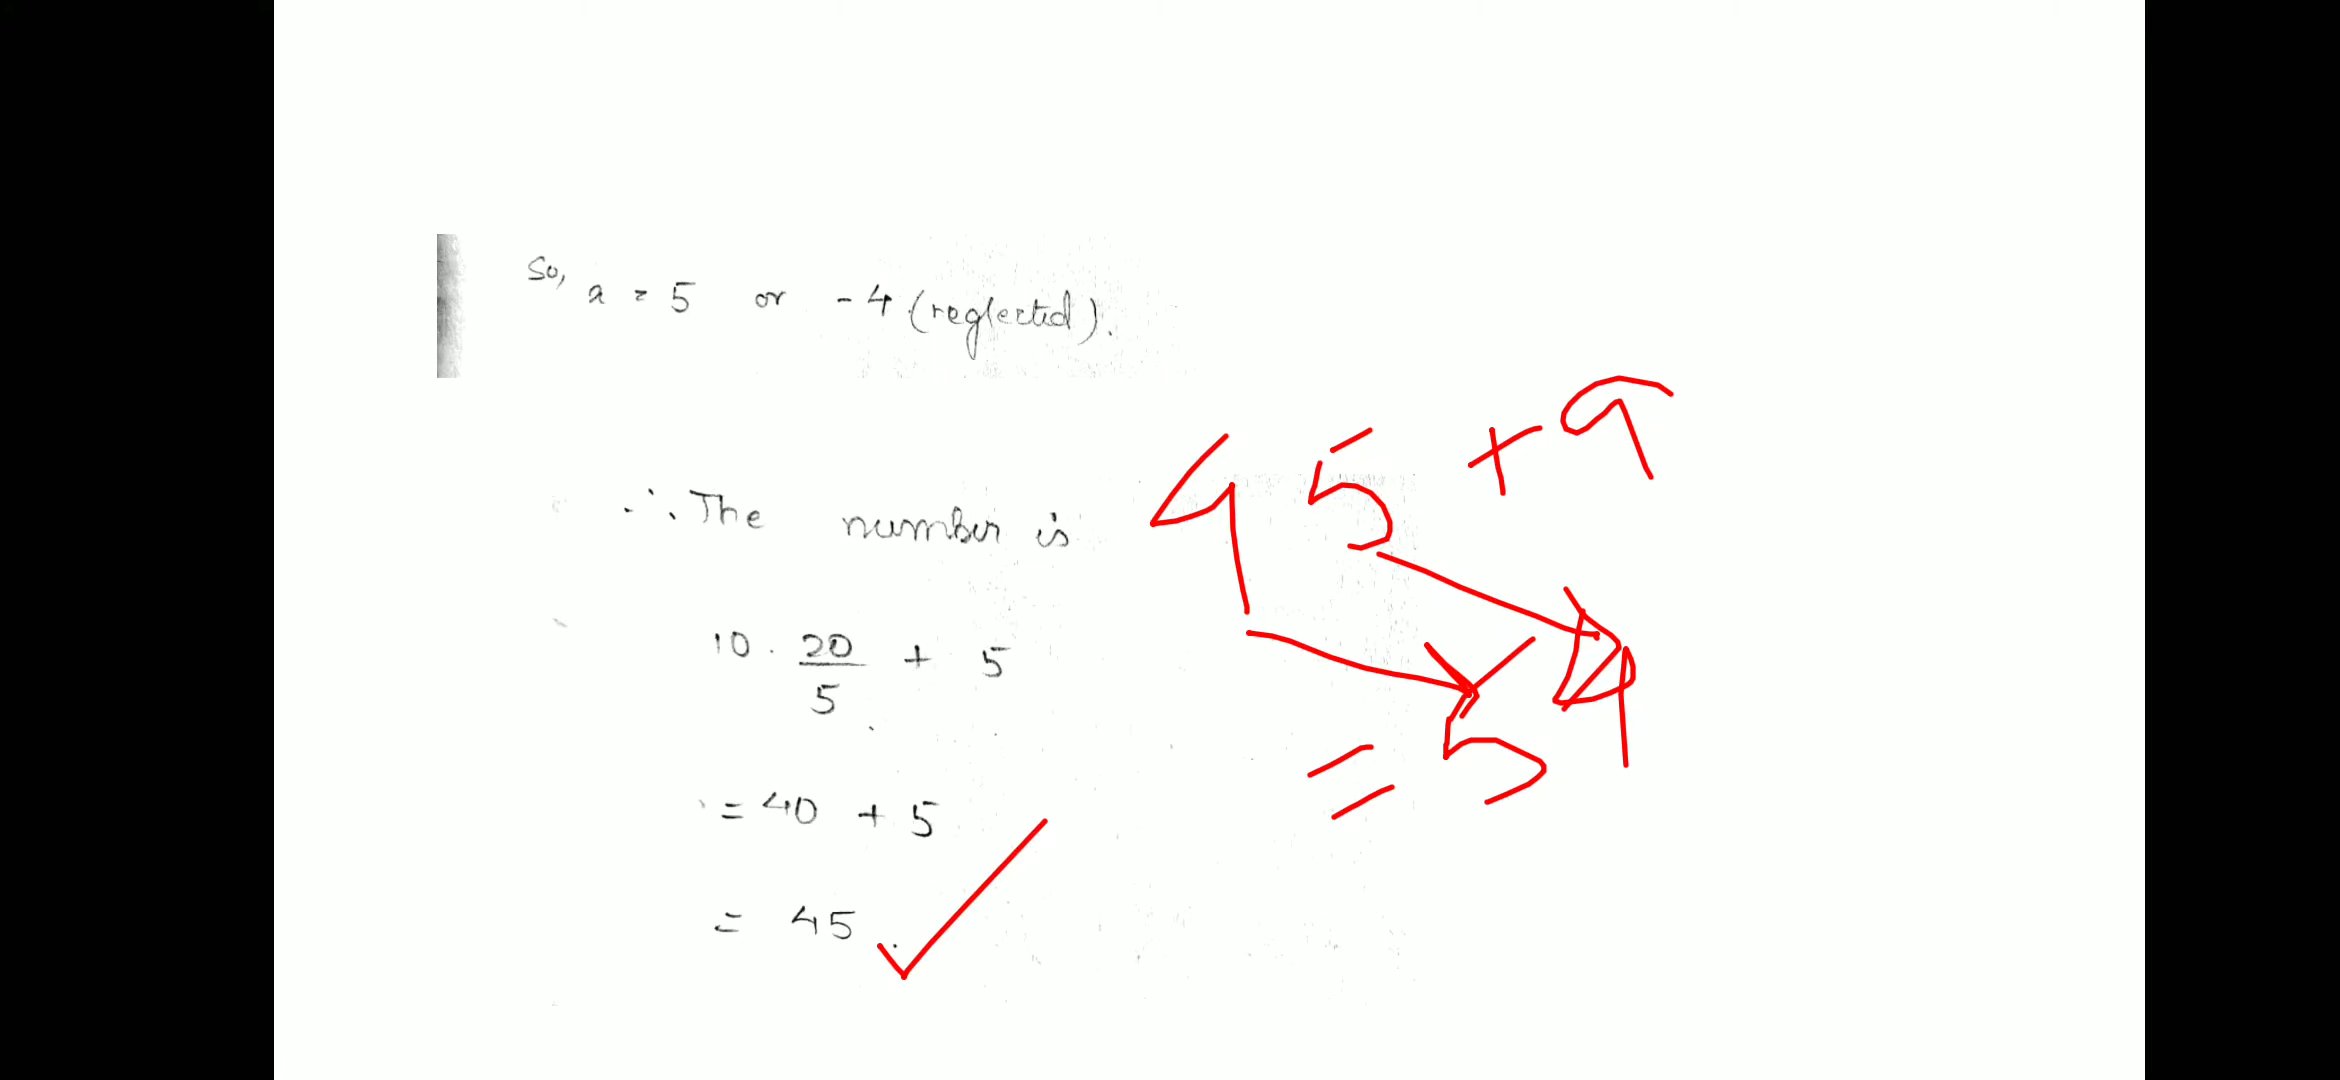 So, x = 5 or -4 (neglected).
∴ The number is
45 + 9
10 . 20/5 + 5
= 54
= 40 + 5
= 45.